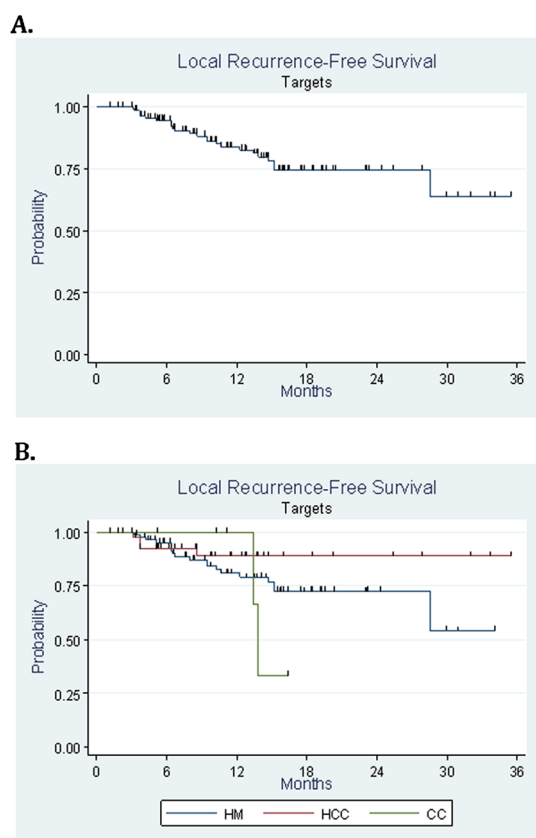 A.
Local Recurrence-Free Survival
Targets
Probability
1.00
0.75
0.50
0.25
0.00
0 6 12 18 24 30 36
Months
B.
Local Recurrence-Free Survival
Targets
Probability
1.00
0.75
0.50
0.25
0.00
0 6 12 18 24 30 36
Months
HM HCC CC